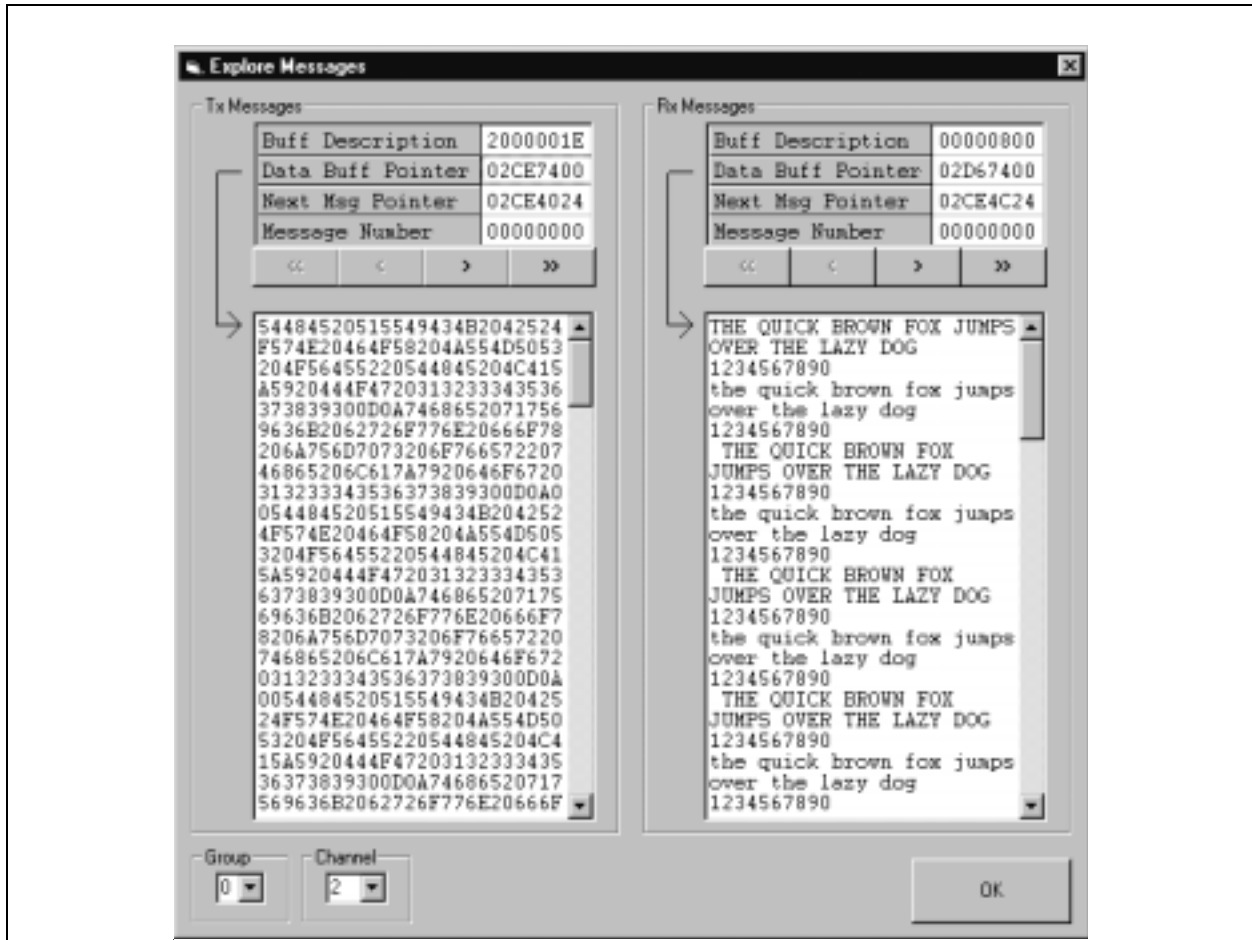 Explore Messages
Tx Messages
Buff Description 2000001E
Data Buff Pointer 02CE7400
Next Msg Pointer 02CE4024
Message Number 00000000
<< < > >>
54484520515549434B2042524
F574E20464F58204A554D5053
204F56455220544845204C415
A5920444F4720313233343536
373839300D0A7468652071756
9636B2062726F776E20666F78
206A756D7073206F766572207
46865206C617A7920646F6720
313233343536373839300D0A0
054484520515549434B204252
4F574E20464F58204A554D505
3204F56455220544845204C41
5A5920444F472031323334353
6373839300D0A746865207175
69636B2062726F776E20666F7
8206A756D7073206F76657220
746865206C617A7920646F672
0313233343536373839300D0A
0054484520515549434B20425
24F574E20464F58204A554D50
53204F56455220544845204C4
15A5920444F47203132333435
36373839300D0A74686520717
569636B2062726F776E20666F
Rx Messages
Buff Description 00000800
Data Buff Pointer 02D67400
Next Msg Pointer 02CE4C24
Message Number 00000000
<< < > >>
THE QUICK BROWN FOX JUMPS
OVER THE LAZY DOG
1234567890
the quick brown fox jumps
over the lazy dog
1234567890
THE QUICK BROWN FOX
JUMPS OVER THE LAZY DOG
1234567890
the quick brown fox jumps
over the lazy dog
1234567890
THE QUICK BROWN FOX
JUMPS OVER THE LAZY DOG
1234567890
the quick brown fox jumps
over the lazy dog
1234567890
THE QUICK BROWN FOX
JUMPS OVER THE LAZY DOG
1234567890
the quick brown fox jumps
over the lazy dog
1234567890
Group
0
Channel
2
OK